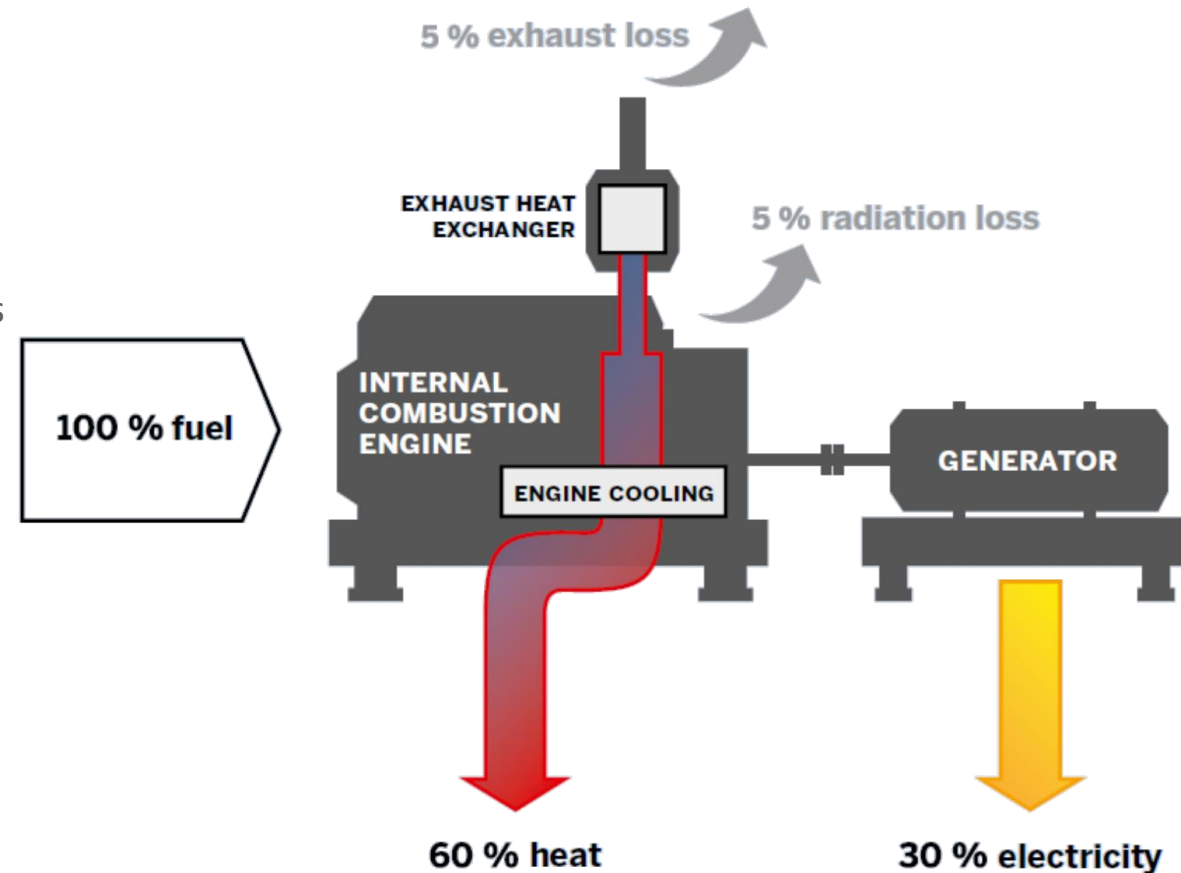 5 % exhaust loss
EXHAUST HEAT
EXCHANGER
5 % radiation loss
s
100 % fuel
INTERNAL
COMBUSTION
ENGINE
ENGINE COOLING
GENERATOR
60 % heat
30 % electricity